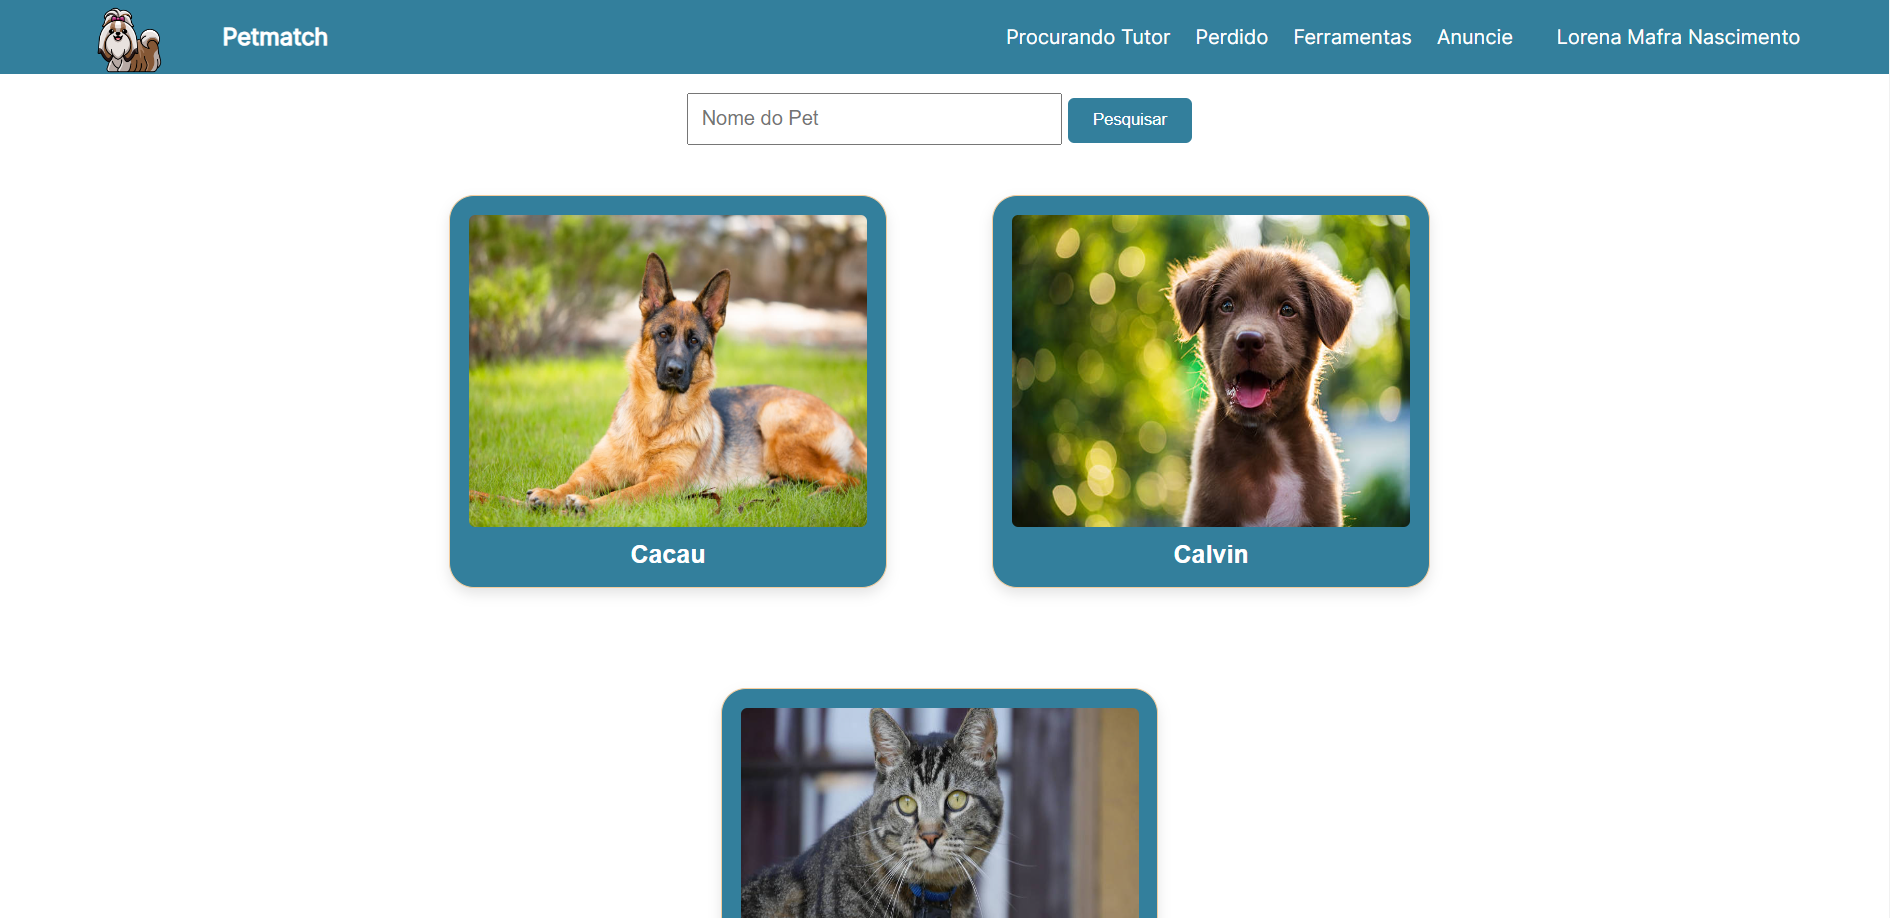 Petmatch
Procurando Tutor Perdido Ferramentas Anuncie Lorena Mafra Nascimento
Nome do Pet Pesquisar
Cacau Calvin